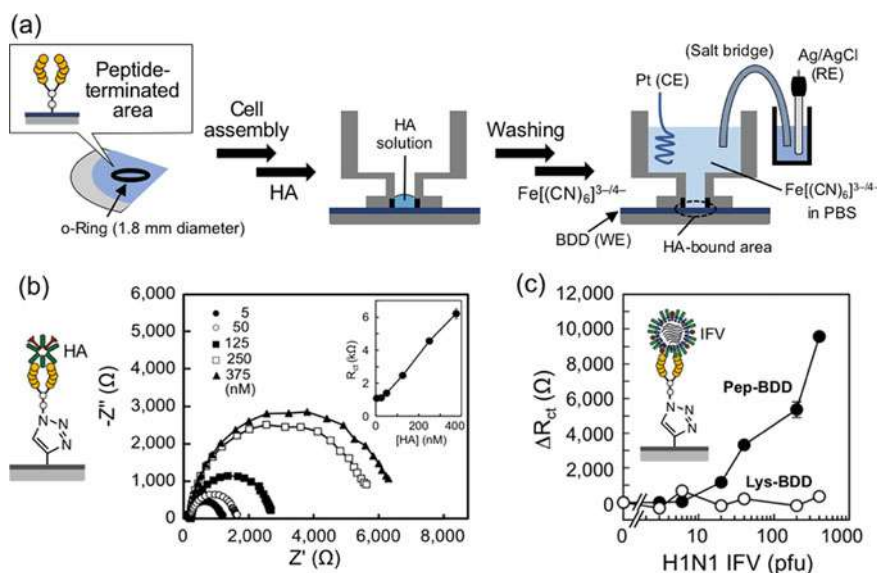 (a)
Peptide-
terminated
area
o-Ring (1.8 mm diameter)
Cell
assembly
HA
HA
solution
Washing
Fe[(CN)6]3–/4–
Pt (CE)
(Salt bridge)
Ag/AgCl
(RE)
BDD (WE)
HA-bound area
Fe[(CN)6]3–/4–
in PBS
(b)
HA
N
N
N
-Z'' (Ω)
6,000
5,000
4,000
3,000
2,000
1,000
0
0
2,000
4,000
6,000
8,000
Z' (Ω)
5
50
125
250
375
(nM)
Rct (kΩ)
6
4
2
0
0
200
400
[HA] (nM)
(c)
ΔRct (Ω)
12,000
10,000
8,000
6,000
4,000
2,000
0
IFV
N
N
N
Pep-BDD
Lys-BDD
0
10
100
1000
H1N1 IFV (pfu)